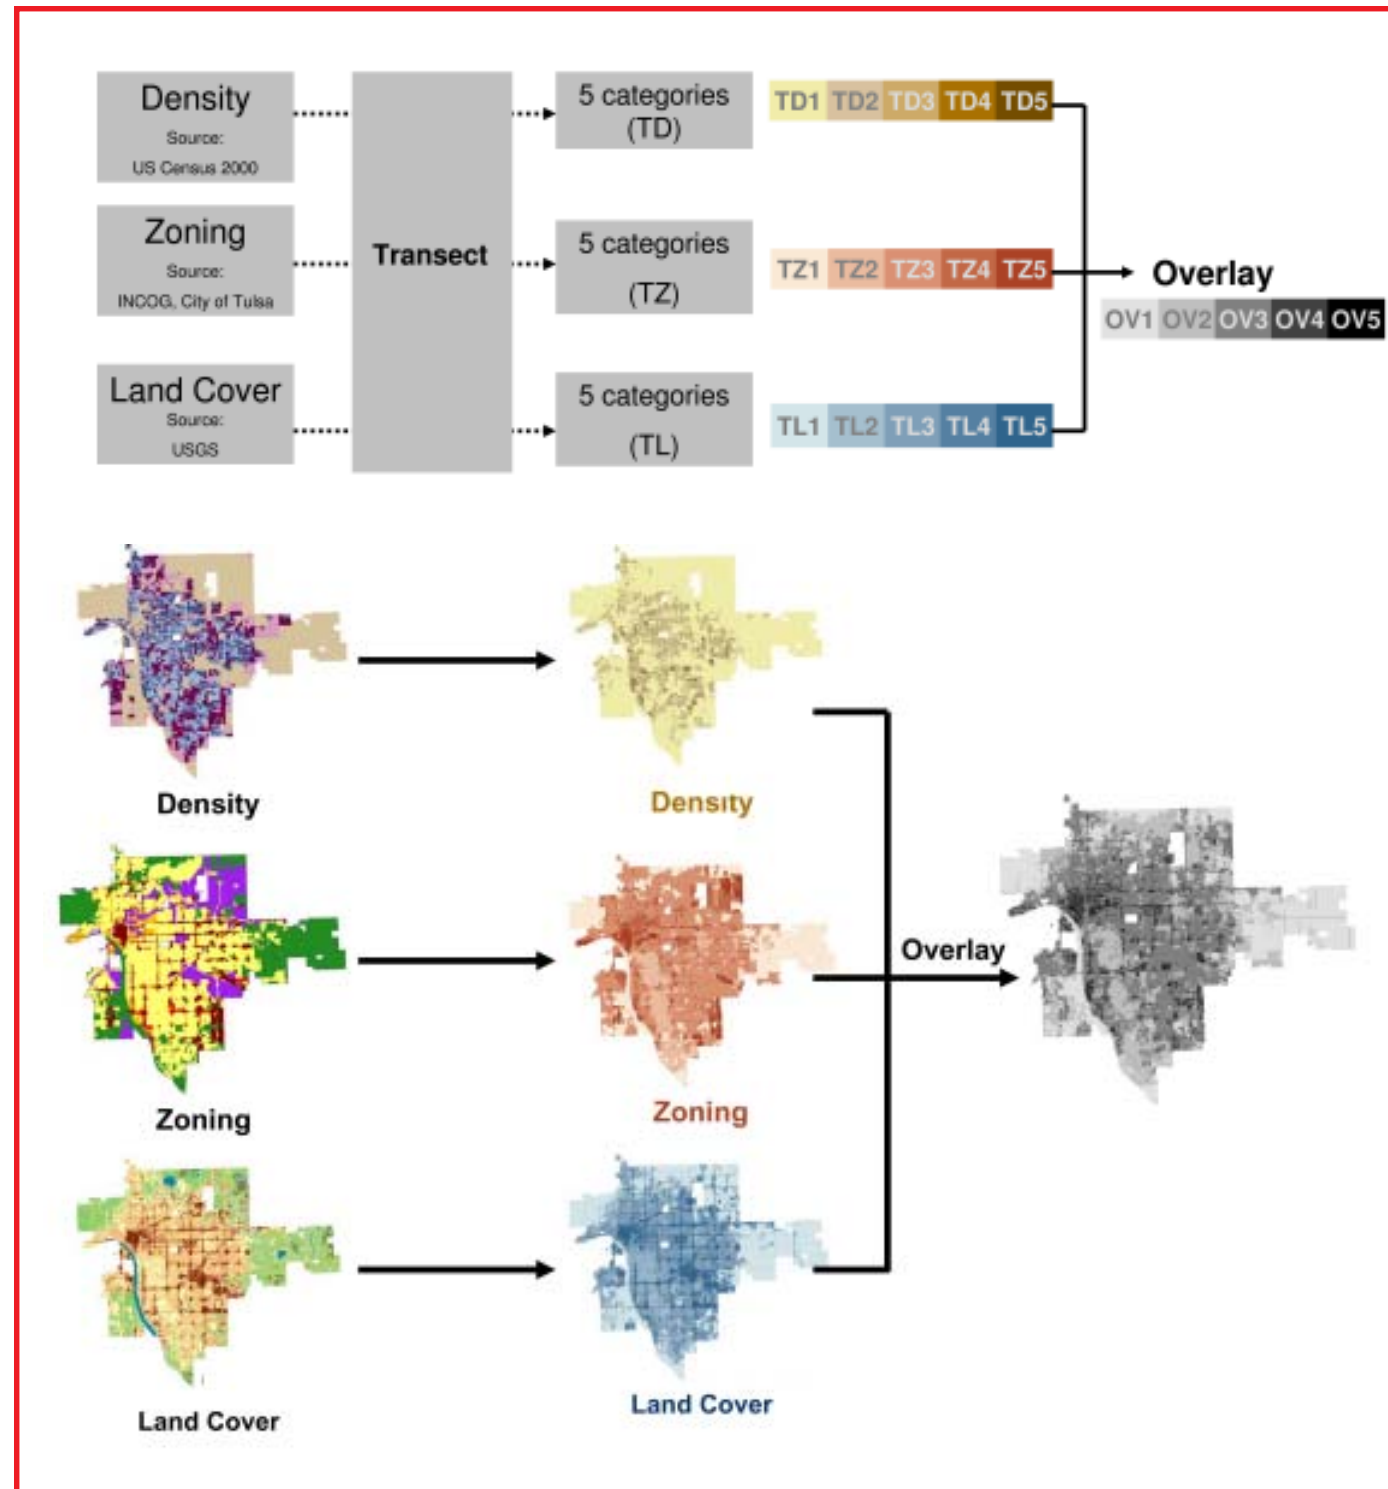 Density
Source:
US Census 2000
5 categories
(TD)
TD1 TD2 TD3 TD4 TD5
Zoning
Source:
INCOG, City of Tulsa
Transect
5 categories
(TZ)
TZ1 TZ2 TZ3 TZ4 TZ5
Overlay
OV1 OV2 OV3 OV4 OV5
Land Cover
Source:
USGS
5 categories
(TL)
TL1 TL2 TL3 TL4 TL5
Density
Density
Zoning
Zoning
Overlay
Land Cover
Land Cover